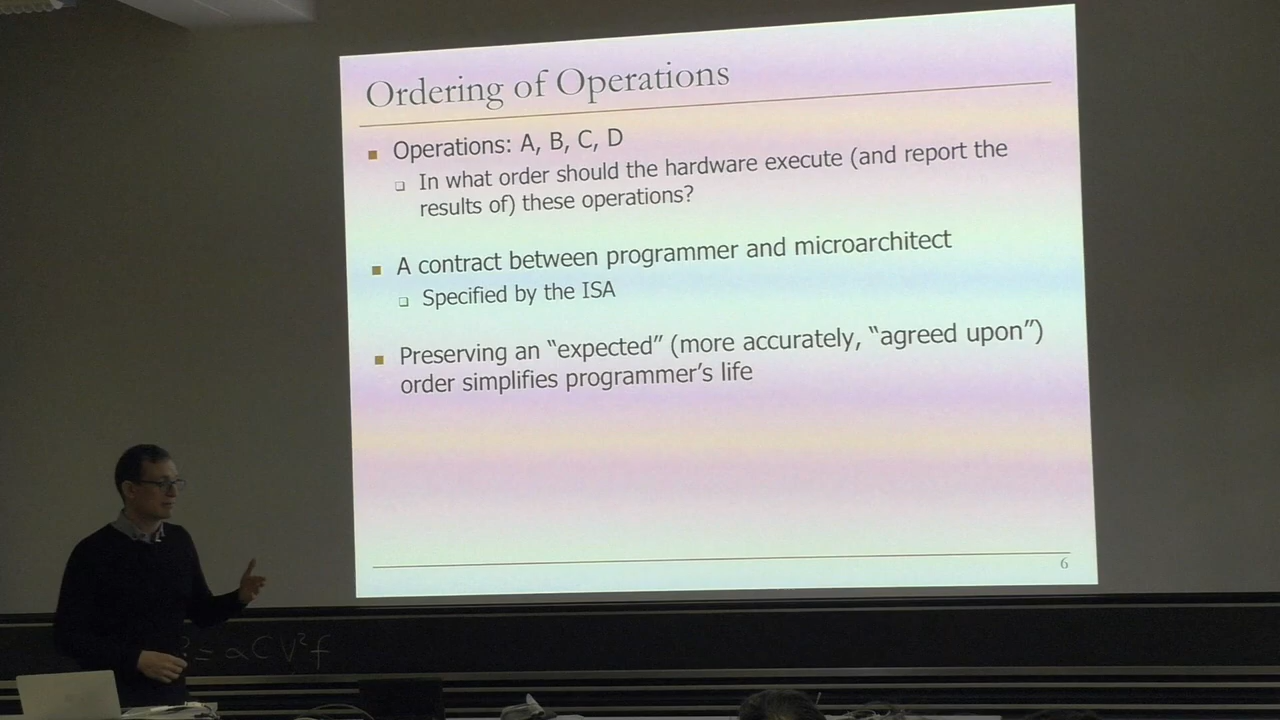 Ordering of Operations
Operations: A, B, C, D
In what order should the hardware execute (and report the
results of) these operations?
A contract between programmer and microarchitect
Specified by the ISA
Preserving an “expected” (more accurately, “agreed upon”)
order simplifies programmer’s life
6
= αCV²f